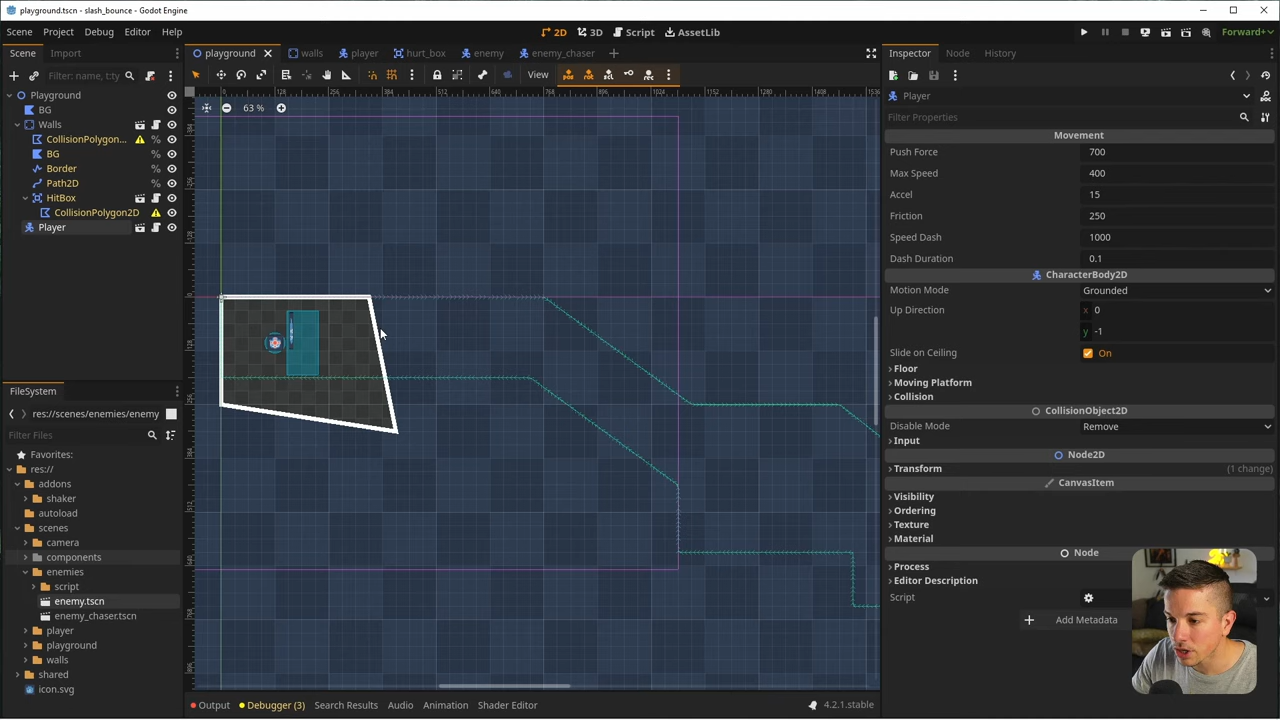 playground.tscn - slash_bounce - Godot Engine
Scene Project Debug Editor Help
2D 3D Script AssetLib
Forward+
Scene Import
playground walls player hurt_box enemy enemy_chaser
Inspector Node History
Filter: name, t:ty
View
Player
Filter Properties
63 %
Playground
BG
Walls
CollisionPolygon...
BG
Border
Path2D
HitBox
CollisionPolygon2D
Player
Movement
Push Force 700
Max Speed 400
Accel 15
Friction 250
Speed Dash 1000
Dash Duration 0.1
CharacterBody2D
Motion Mode Grounded
Up Direction x 0
y -1
Slide on Ceiling On
Floor
Moving Platform
Collision
CollisionObject2D
Disable Mode Remove
Input
Node2D
Transform (1 change)
CanvasItem
Visibility
Ordering
Texture
Material
Node
Process
Editor Description
Script
Add Metadata
FileSystem
res://scenes/enemies/enemy
Filter Files
Favorites:
res://
addons
shaker
autoload
scenes
camera
components
enemies
script
enemy.tscn
enemy_chaser.tscn
player
playground
walls
shared
icon.svg
Output Debugger (3) Search Results Audio Animation Shader Editor
4.2.1.stable